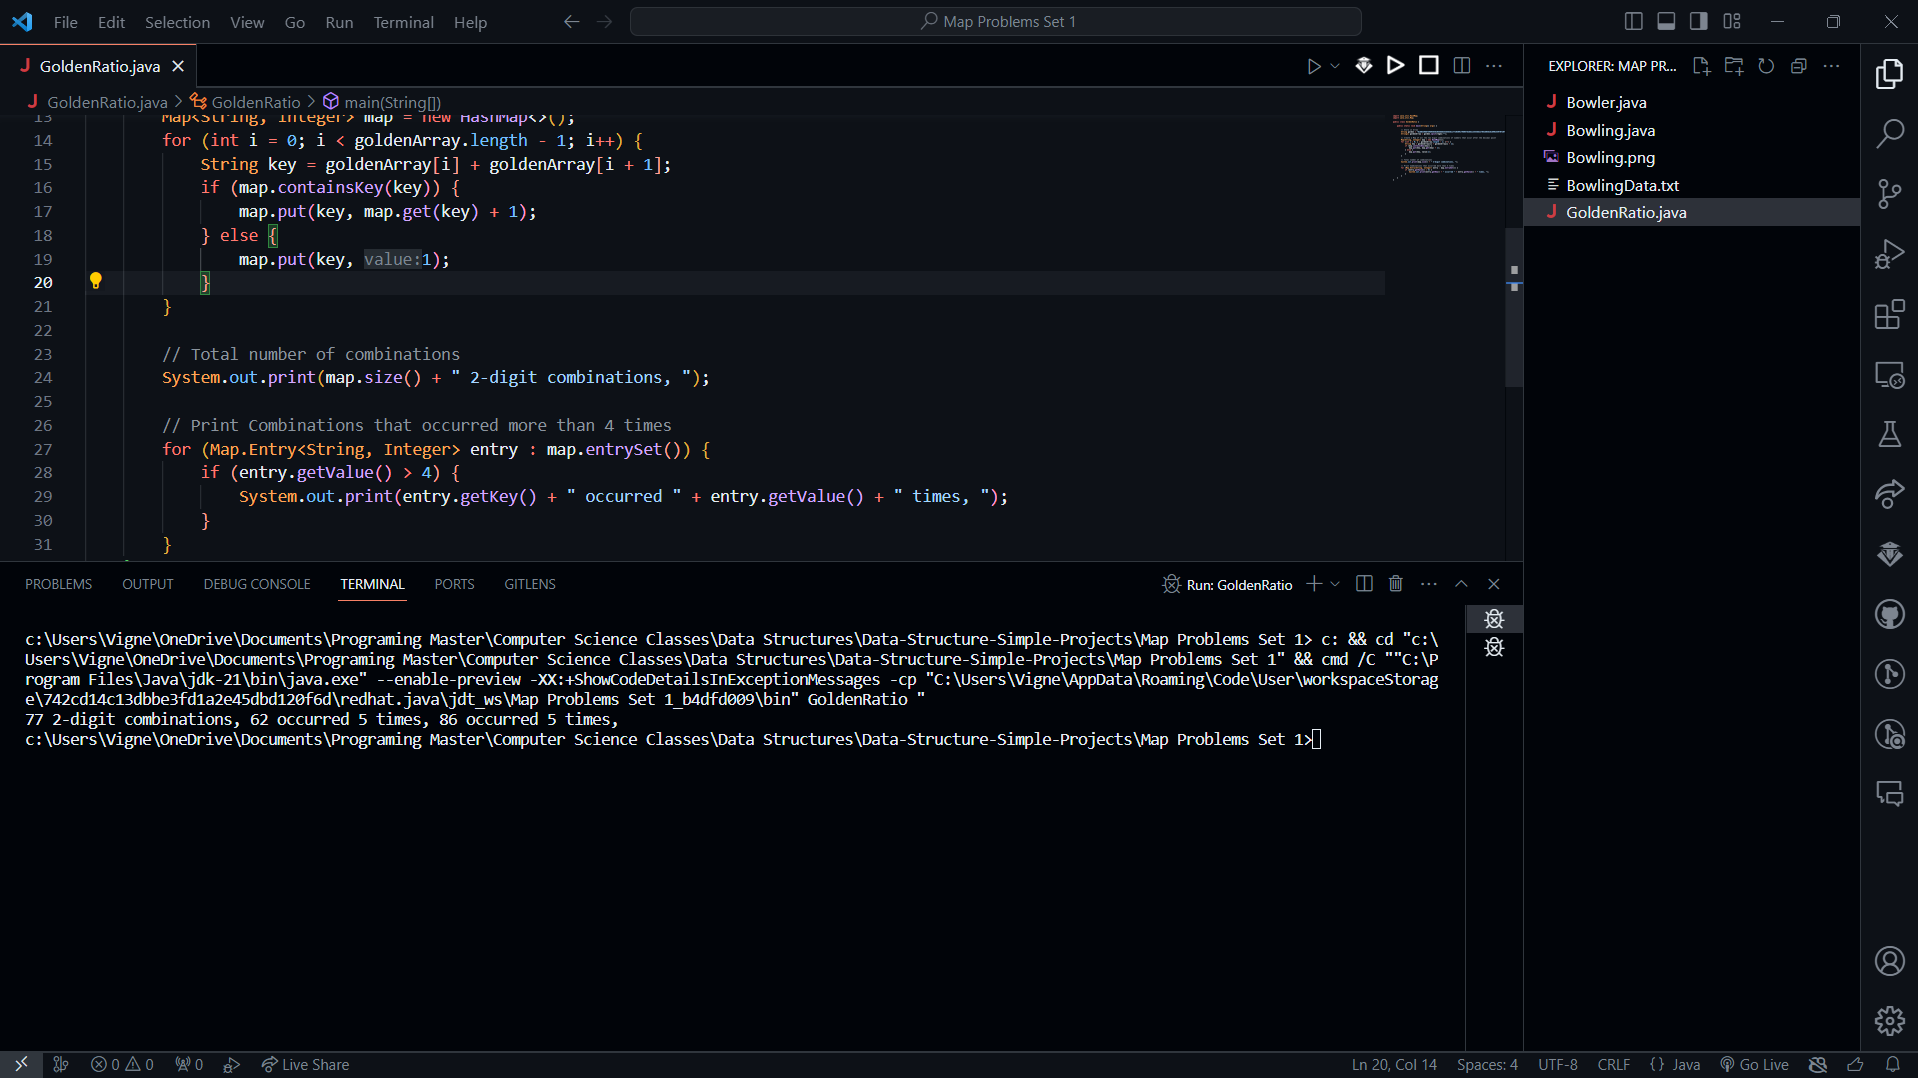 File Edit Selection View Go Run Terminal Help
Map Problems Set 1
GoldenRatio.java
GoldenRatio.java > GoldenRatio > main(String[])
13 Map<String, Integer> map = new HashMap<>();
14 for (int i = 0; i < goldenArray.length - 1; i++) {
15 String key = goldenArray[i] + goldenArray[i + 1];
16 if (map.containsKey(key)) {
17 map.put(key, map.get(key) + 1);
18 } else {
19 map.put(key, value:1);
20 }
21 }
22
23 // Total number of combinations
24 System.out.print(map.size() + " 2-digit combinations, ");
25
26 // Print Combinations that occurred more than 4 times
27 for (Map.Entry<String, Integer> entry : map.entrySet()) {
28 if (entry.getValue() > 4) {
29 System.out.print(entry.getKey() + " occurred " + entry.getValue() + " times, ");
30 }
31 }
EXPLORER: MAP PR...
Bowler.java
Bowling.java
Bowling.png
BowlingData.txt
GoldenRatio.java
PROBLEMS OUTPUT DEBUG CONSOLE TERMINAL PORTS GITLENS
Run: GoldenRatio
c:\Users\Vigne\OneDrive\Documents\Programing Master\Computer Science Classes\Data Structures\Data-Structure-Simple-Projects\Map Problems Set 1> c: && cd "c:\
Users\Vigne\OneDrive\Documents\Programing Master\Computer Science Classes\Data Structures\Data-Structure-Simple-Projects\Map Problems Set 1" && cmd /C ""C:\P
rogram Files\Java\jdk-21\bin\java.exe" --enable-preview -XX:+ShowCodeDetailsInExceptionMessages -cp "C:\Users\Vigne\AppData\Roaming\Code\User\workspaceStorag
e\742cd14c13dbbe3fd1a2e45dbd120f6d\redhat.java\jdt_ws\Map Problems Set 1_b4dfd009\bin" GoldenRatio "
77 2-digit combinations, 62 occurred 5 times, 86 occurred 5 times,
c:\Users\Vigne\OneDrive\Documents\Programing Master\Computer Science Classes\Data Structures\Data-Structure-Simple-Projects\Map Problems Set 1>
0 0 0 Live Share
Ln 20, Col 14 Spaces: 4 UTF-8 CRLF {} Java Go Live